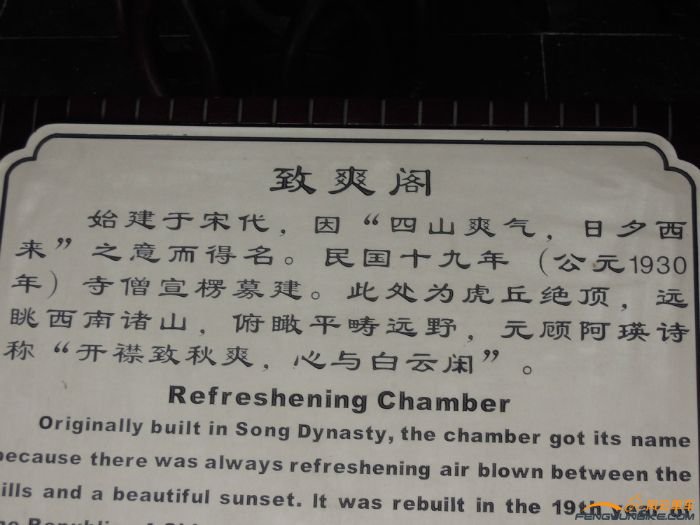 致爽阁
始建于宋代，因“四山爽气，日夕西
来”之意而得名。民国十九年（公元1930
年）寺僧宣楞募建。此处为虎丘绝顶，远
眺西南诸山，俯瞰平畴远野，元顾阿瑛诗
称“开襟致秋爽，心与白云闲”。
Refreshening Chamber
Originally built in Song Dynasty, the chamber got its name
because there was always refreshening air blown between the
ills and a beautiful sunset. It was rebuilt in the 19th year of
FENGYUNBIKE.COM